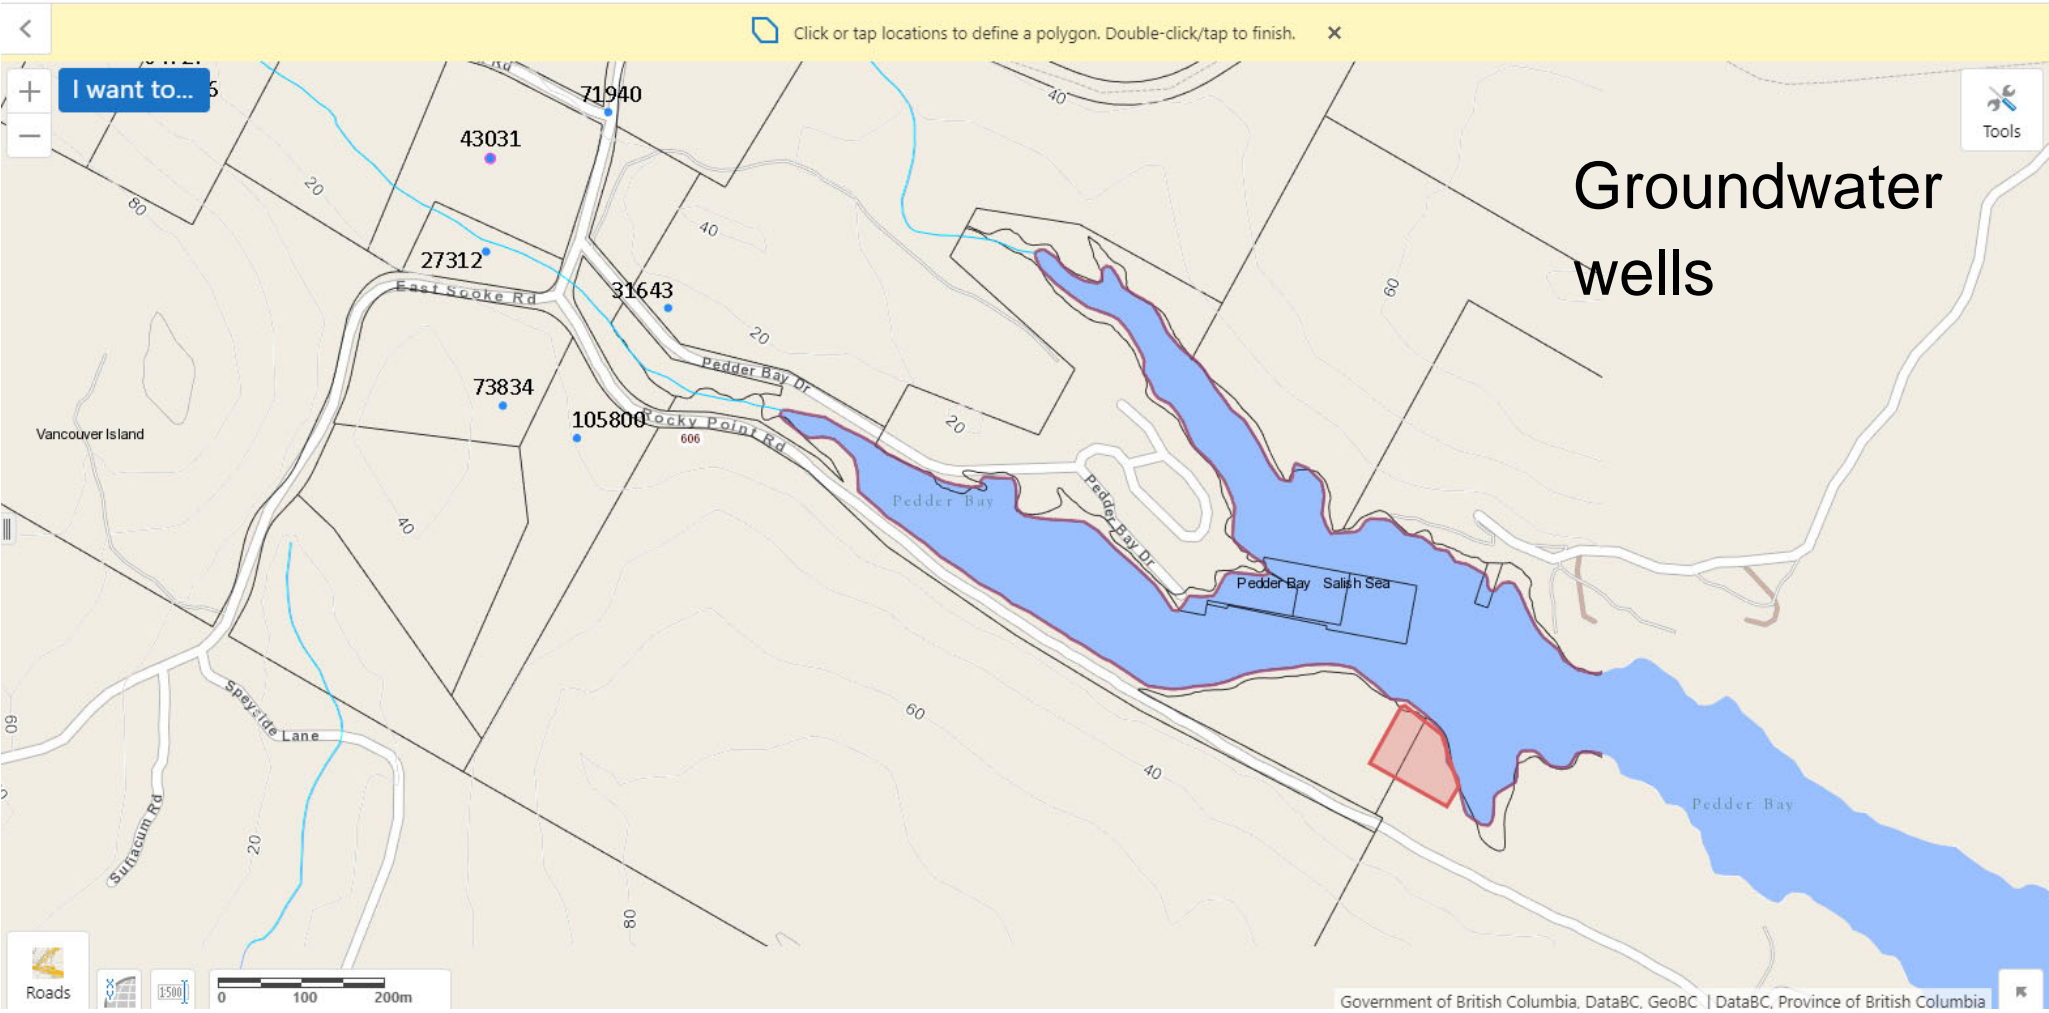 Click or tap locations to define a polygon. Double-click/tap to finish.
I want to...
6
Rd
71940
40
Tools
43031
Groundwater
wells
20
80
40
27312
60
East Sooke Rd
31643
20
Pedder Bay Dr
73834
105800
Rocky Point Rd
606
20
Vancouver Island
Pedder Bay
Pedder Bay Dr
40
Pedder Bay
Salish Sea
Speyside Lane
60
60
40
Pedder Bay
Sufiacum Rd
20
80
Roads
1:500
0 100 200m
Government of British Columbia, DataBC, GeoBC | DataBC, Province of British Columbia